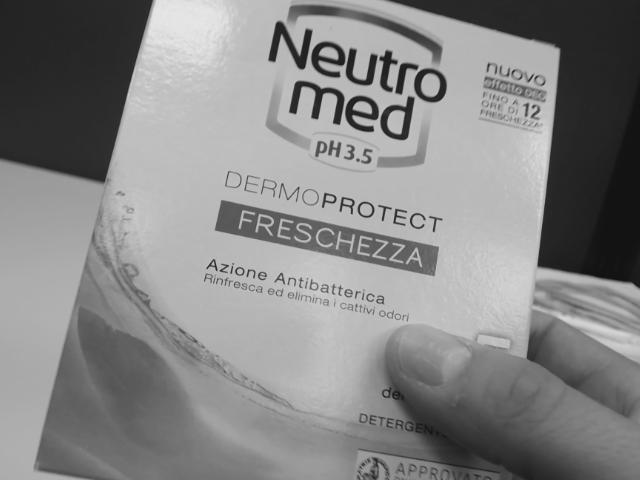 Neutro
med
pH 3.5
nuovo
effetto DEO
FINO A
ORE DI 12
FRESCHEZZA*
DERMOPROTECT
FRESCHEZZA
Azione Antibatterica
Rinfresca ed elimina i cattivi odori
DETERGENT
APPROVATO